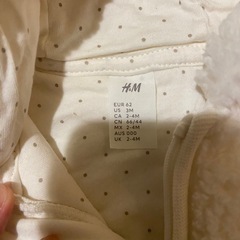 H&M
EUR 62
US 3M
CA 2-4M
CN 66/44
MX 2-4M
AUS 000
UK 2-4M